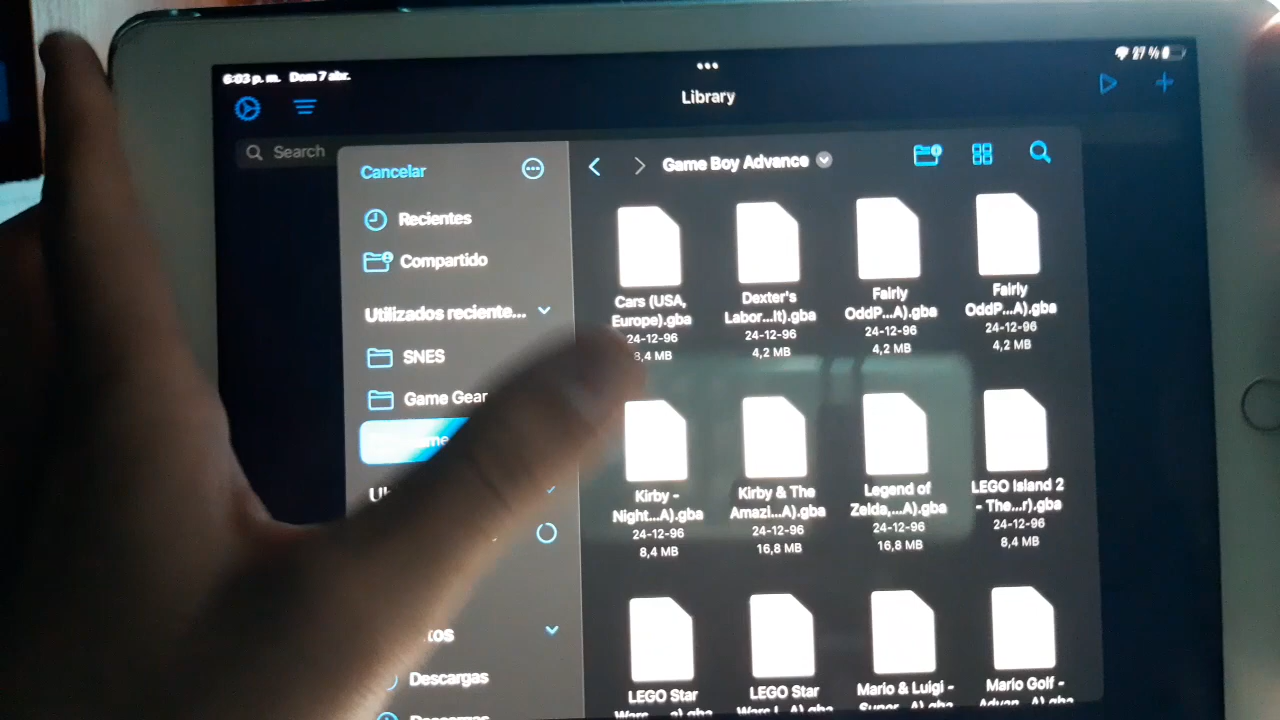 6:03 p. m. Dom 7 abr.
27 %
Library
Search
Cancelar
Recientes
Compartido
Utilizados reciente...
SNES
Game Gear
Descargas
Game Boy Advance
Cars (USA,
Europe).gba
24-12-96
8,4 MB
Dexter's
Labor...lt).gba
24-12-96
4,2 MB
Fairly
OddP...A).gba
24-12-96
4,2 MB
Fairly
OddP...A).gba
24-12-96
4,2 MB
Kirby -
Night...A).gba
24-12-96
8,4 MB
Kirby & The
Amazi...A).gba
24-12-96
16,8 MB
Legend of
Zelda,...A).gba
24-12-96
16,8 MB
LEGO Island 2
- The...r).gba
24-12-96
8,4 MB
LEGO Star
LEGO Star
Mario & Luigi -
Mario Golf -